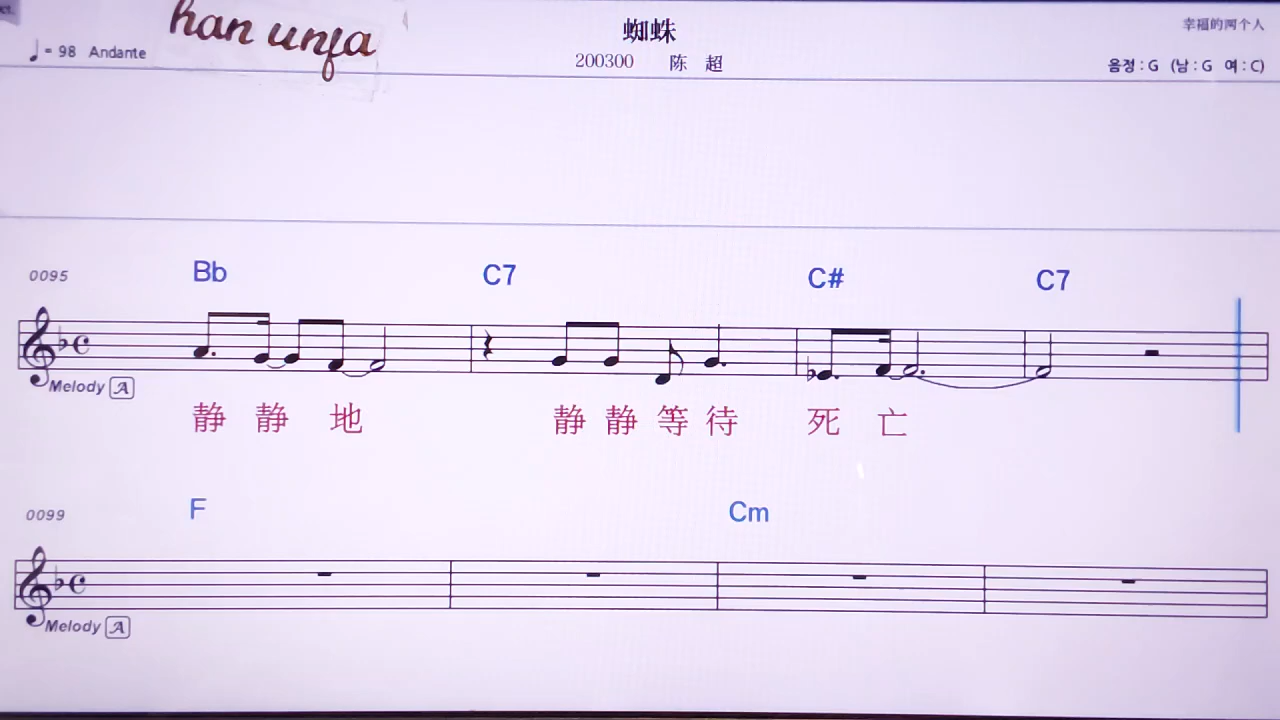 han unfa
♩= 98 Andante
蜘蛛
200300 陈 超
幸福的两个人
음정 : G (남 : G 여 : C)
0095 Bb C7 C# C7
Melody A
静 静 地 静 静 等 待 死 亡
0099 F Cm
Melody A